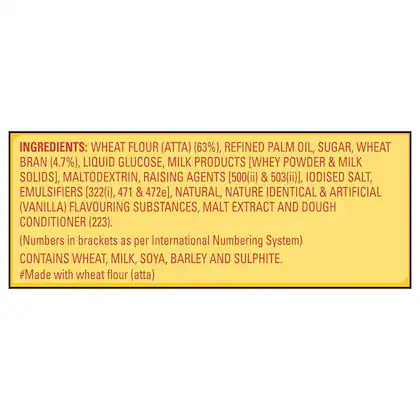 INGREDIENTS: WHEAT FLOUR (ATTA) (63%), REFINED PALM OIL, SUGAR, WHEAT
BRAN (4.7%), LIQUID GLUCOSE, MILK PRODUCTS [WHEY POWDER & MILK
SOLIDS], MALTODEXTRIN, RAISING AGENTS [500(ii) & 503(ii)], IODISED SALT,
EMULSIFIERS [322(i), 471 & 472e], NATURAL, NATURE IDENTICAL & ARTIFICIAL
(VANILLA) FLAVOURING SUBSTANCES, MALT EXTRACT AND DOUGH
CONDITIONER (223).
(Numbers in brackets as per International Numbering System)
CONTAINS WHEAT, MILK, SOYA, BARLEY AND SULPHITE.
#Made with wheat flour (atta)